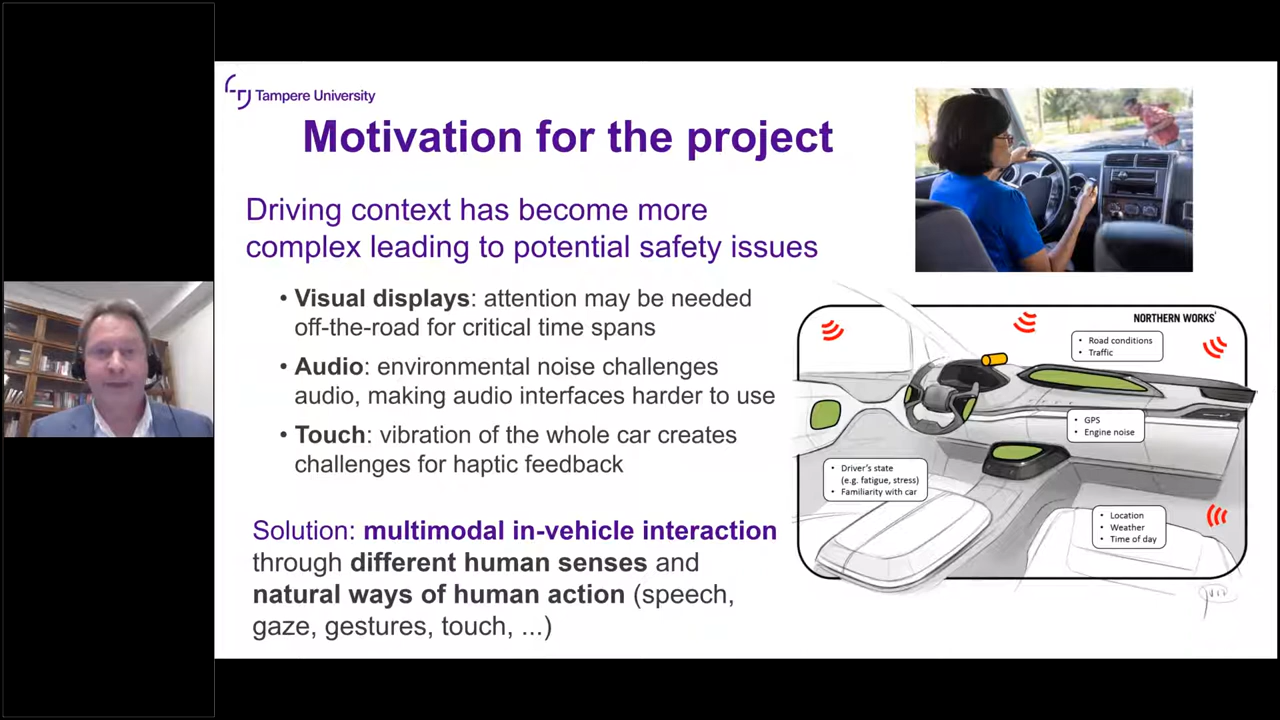 Tampere University
Motivation for the project
Driving context has become more
complex leading to potential safety issues
• Visual displays: attention may be needed
off-the-road for critical time spans
• Audio: environmental noise challenges
audio, making audio interfaces harder to use
• Touch: vibration of the whole car creates
challenges for haptic feedback
Solution: multimodal in-vehicle interaction
through different human senses and
natural ways of human action (speech,
gaze, gestures, touch, ...)
NORTHERN WORKS'
• Road conditions
• Traffic
• GPS
• Engine noise
• Driver's state
(e.g. fatigue, stress)
• Familiarity with car
• Location
• Weather
• Time of day